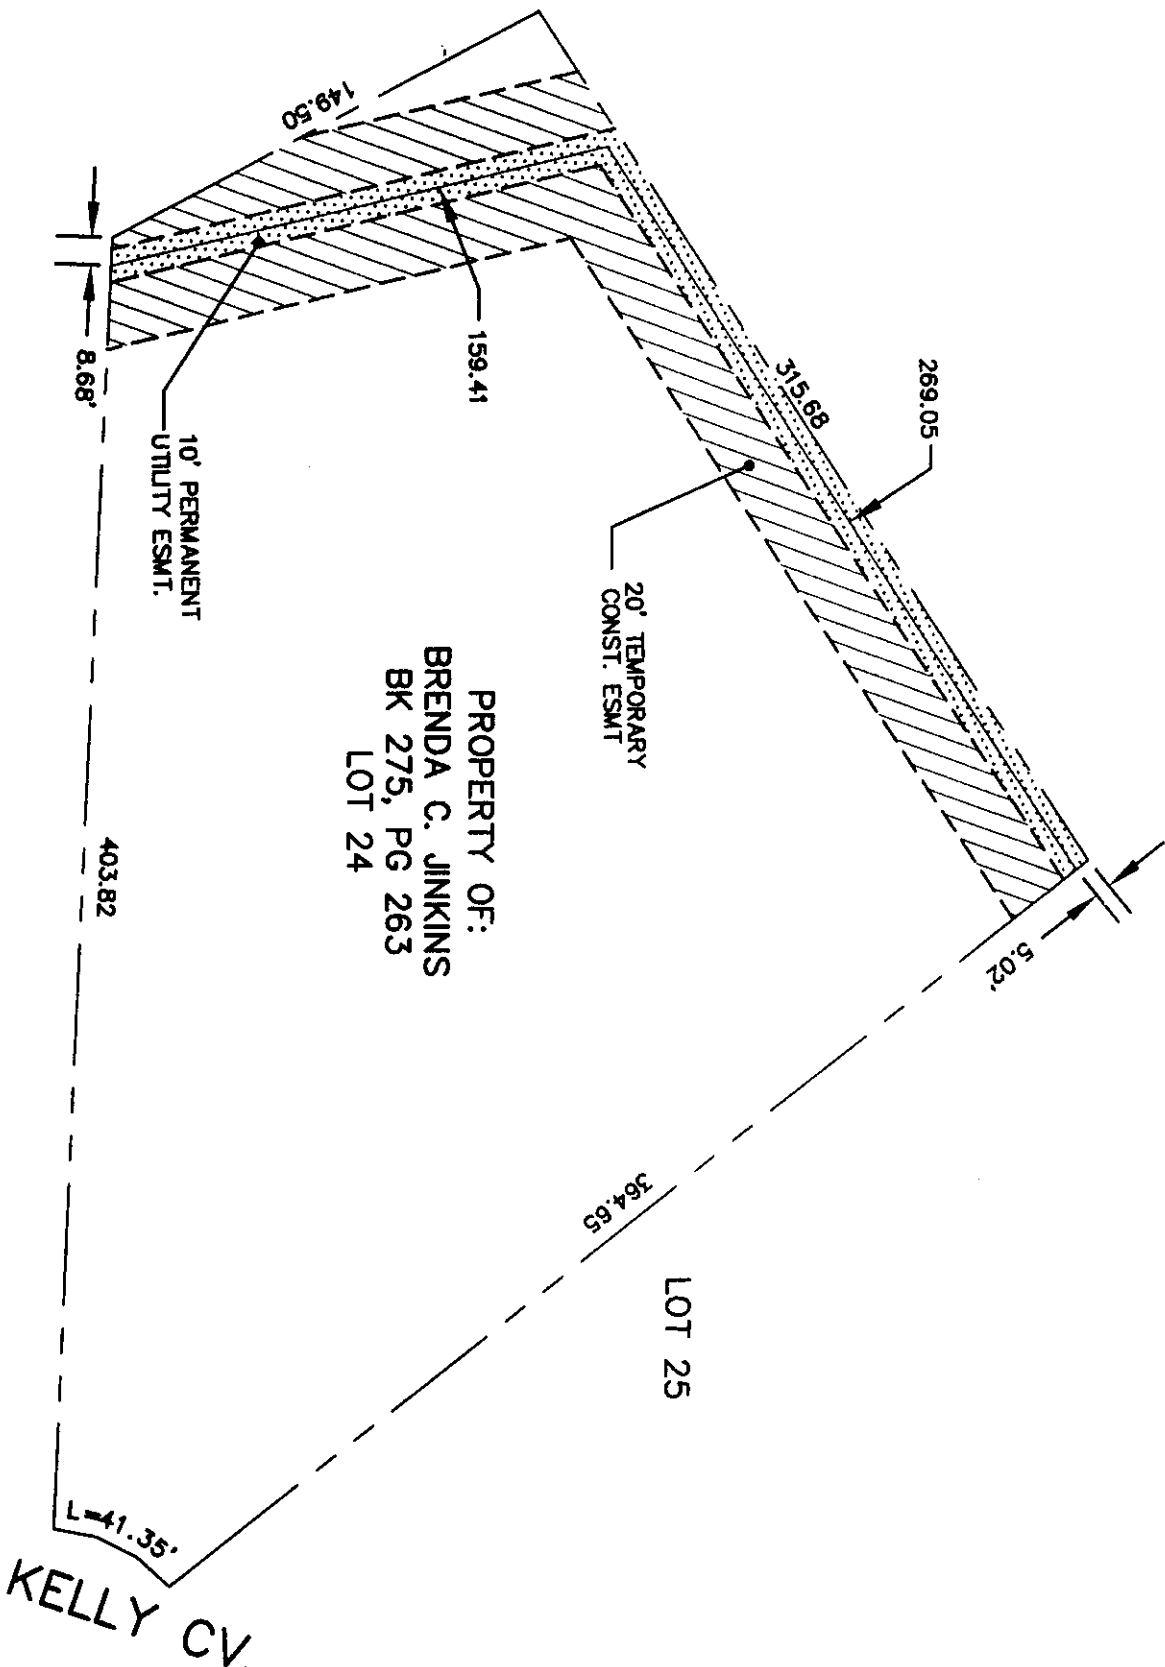 149.50
8.68'
10' PERMANENT
UTILITY ESMT.
159.41
315.68
269.05
20' TEMPORARY
CONST. ESMT
5.02'
PROPERTY OF:
BRENDA C. JINKINS
BK 275, PG 263
LOT 24
403.82
364.65
LOT 25
L=41.35'
KELLY CV.